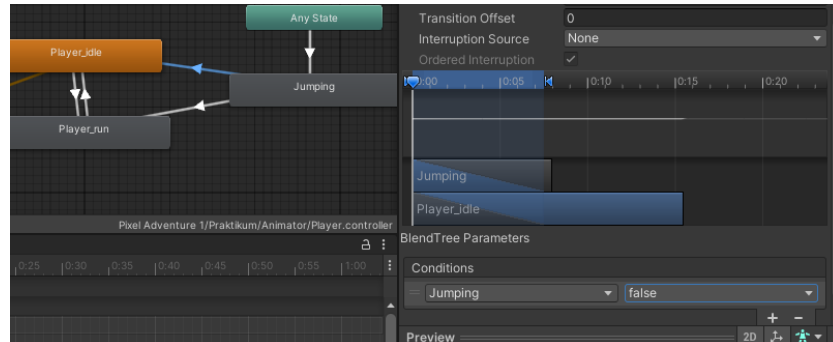 Any State
Player_idle
Jumping
Player_run
Pixel Adventure 1/Praktikum/Animator/Player.controller
0:25 0:30 0:35 0:40 0:45 0:50 0:55 1:00
Transition Offset 0
Interruption Source None
Ordered Interruption
0:00 0:05 0:10 0:15 0:20
Jumping
Player_idle
BlendTree Parameters
Conditions
Jumping false
+ -
Preview 2D